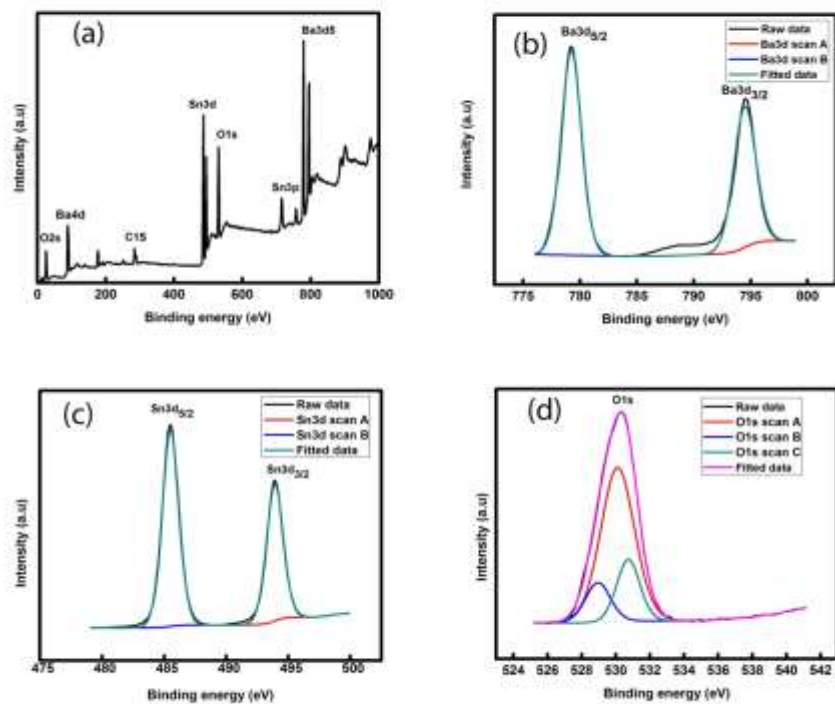 (a)
Ba3d5
Sn3d
O1s
Sn3p
Ba4d
O2s
C1S
Intensity (a.u)
0 200 400 600 800 1000
Binding energy (eV)
(b)
Ba3d5/2
Raw data
Ba3d scan A
Ba3d scan B
Fitted data
Ba3d3/2
Intensity (a.u)
775 780 785 790 795 800
Binding energy (eV)
(c)
Sn3d5/2
Raw data
Sn3d scan A
Sn3d scan B
Fitted data
Sn3d3/2
Intensity (a.u)
475 480 485 490 495 500
Binding energy (eV)
(d)
O1s
Raw data
O1s scan A
O1s scan B
O1s scan C
Fitted data
Intensity (a.u)
524 526 528 530 532 534 536 538 540 542
Binding energy (eV)